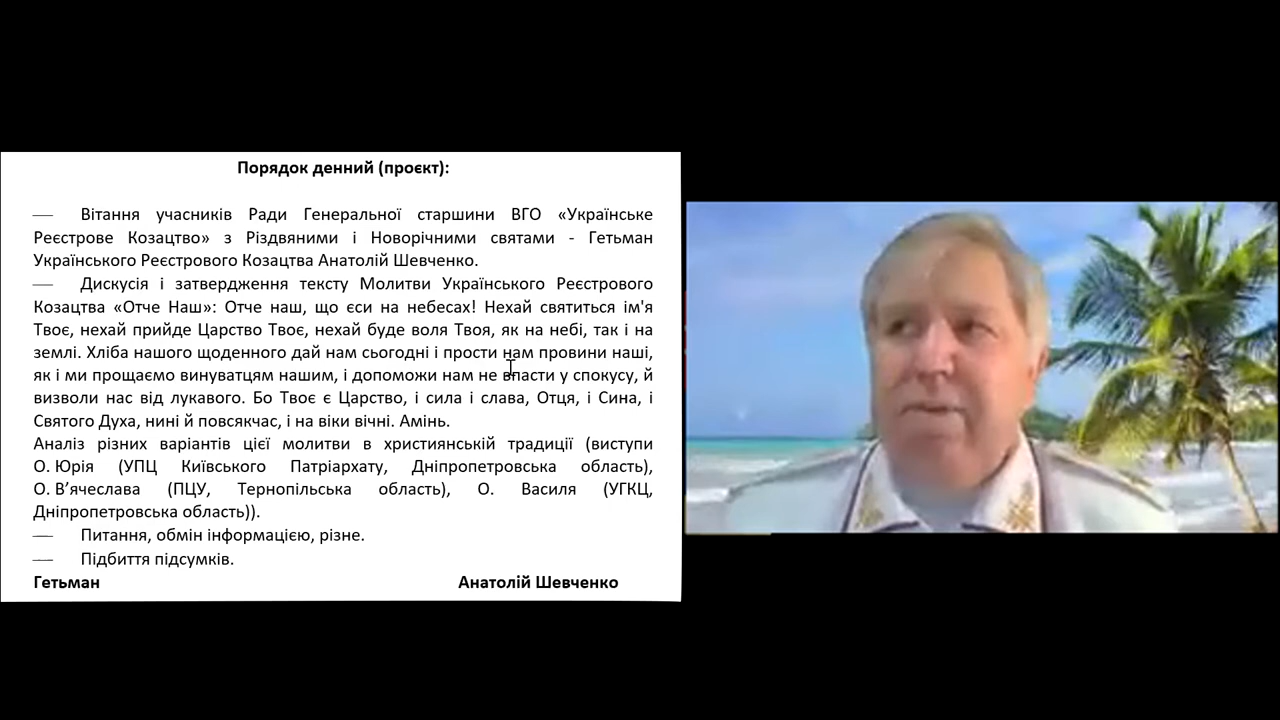 Порядок денний (проєкт):
— Вітання учасників Ради Генеральної старшини ВГО «Українське
Реєстрове Козацтво» з Різдвяними і Новорічними святами - Гетьман
Українського Реєстрового Козацтва Анатолій Шевченко.
— Дискусія і затвердження тексту Молитви Українського Реєстрового
Козацтва «Отче Наш»: Отче наш, що єси на небесах! Нехай святиться ім'я
Твоє, нехай прийде Царство Твоє, нехай буде воля Твоя, як на небі, так і на
землі. Хліба нашого щоденного дай нам сьогодні і прости нам провини наші,
як і ми прощаємо винуватцям нашим, і допоможи нам не впасти у спокусу, й
визволи нас від лукавого. Бо Твоє є Царство, і сила і слава, Отця, і Сина, і
Святого Духа, нині й повсякчас, і на віки вічні. Амінь.
Аналіз різних варіантів цієї молитви в християнській традиції (виступи
О. Юрія (УПЦ Київського Патріархату, Дніпропетровська область),
О. В’ячеслава (ПЦУ, Тернопільська область), О. Василя (УГКЦ,
Дніпропетровська область)).
— Питання, обмін інформацією, різне.
— Підбиття підсумків.
Гетьман Анатолій Шевченко